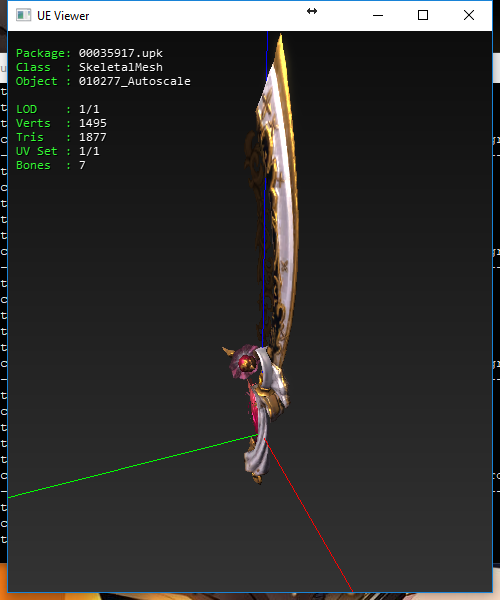 UE Viewer
Package: 00035917.upk
Class  : SkeletalMesh
Object : 010277_Autoscale
LOD    : 1/1
Verts  : 1495
Tris   : 1877
UV Set : 1/1
Bones  : 7